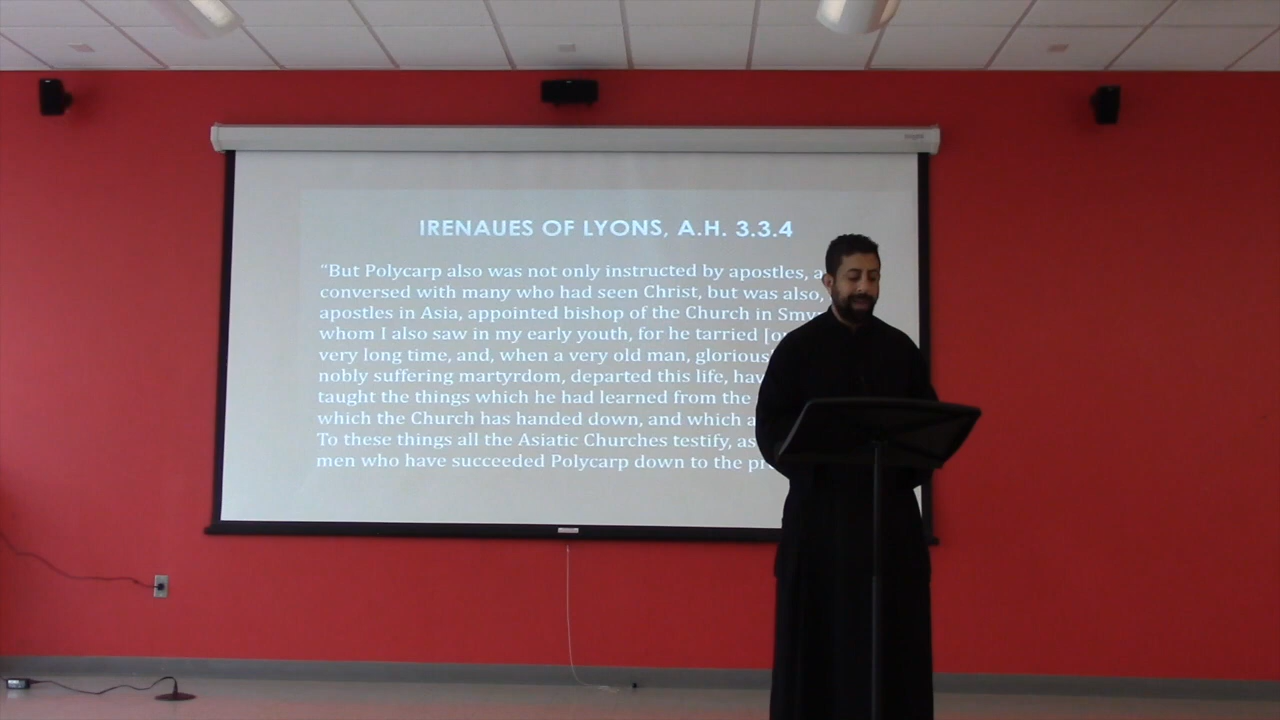 IRENAUES OF LYONS, A.H. 3.3.4
“But Polycarp also was not only instructed by apostles,
conversed with many who had seen Christ, but was also,
apostles in Asia, appointed bishop of the Church in
whom I also saw in my early youth, for he tarried
very long time, and, when a very old man,
nobly suffering martyrdom, departed this life,
taught the things which he had learned from the
which the Church has handed down, and which
To these things all the Asiatic Churches testify, as
men who have succeeded Polycarp down to the